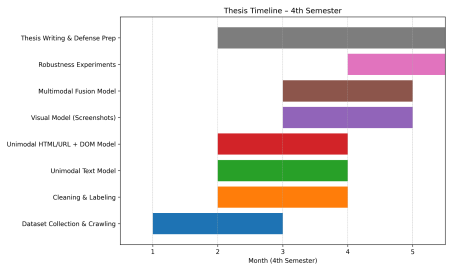 Thesis Timeline – 4th Semester
Thesis Writing & Defense Prep
Robustness Experiments
Multimodal Fusion Model
Visual Model (Screenshots)
Unimodal HTML/URL + DOM Model
Unimodal Text Model
Cleaning & Labeling
Dataset Collection & Crawling
1 2 3 4 5
Month (4th Semester)